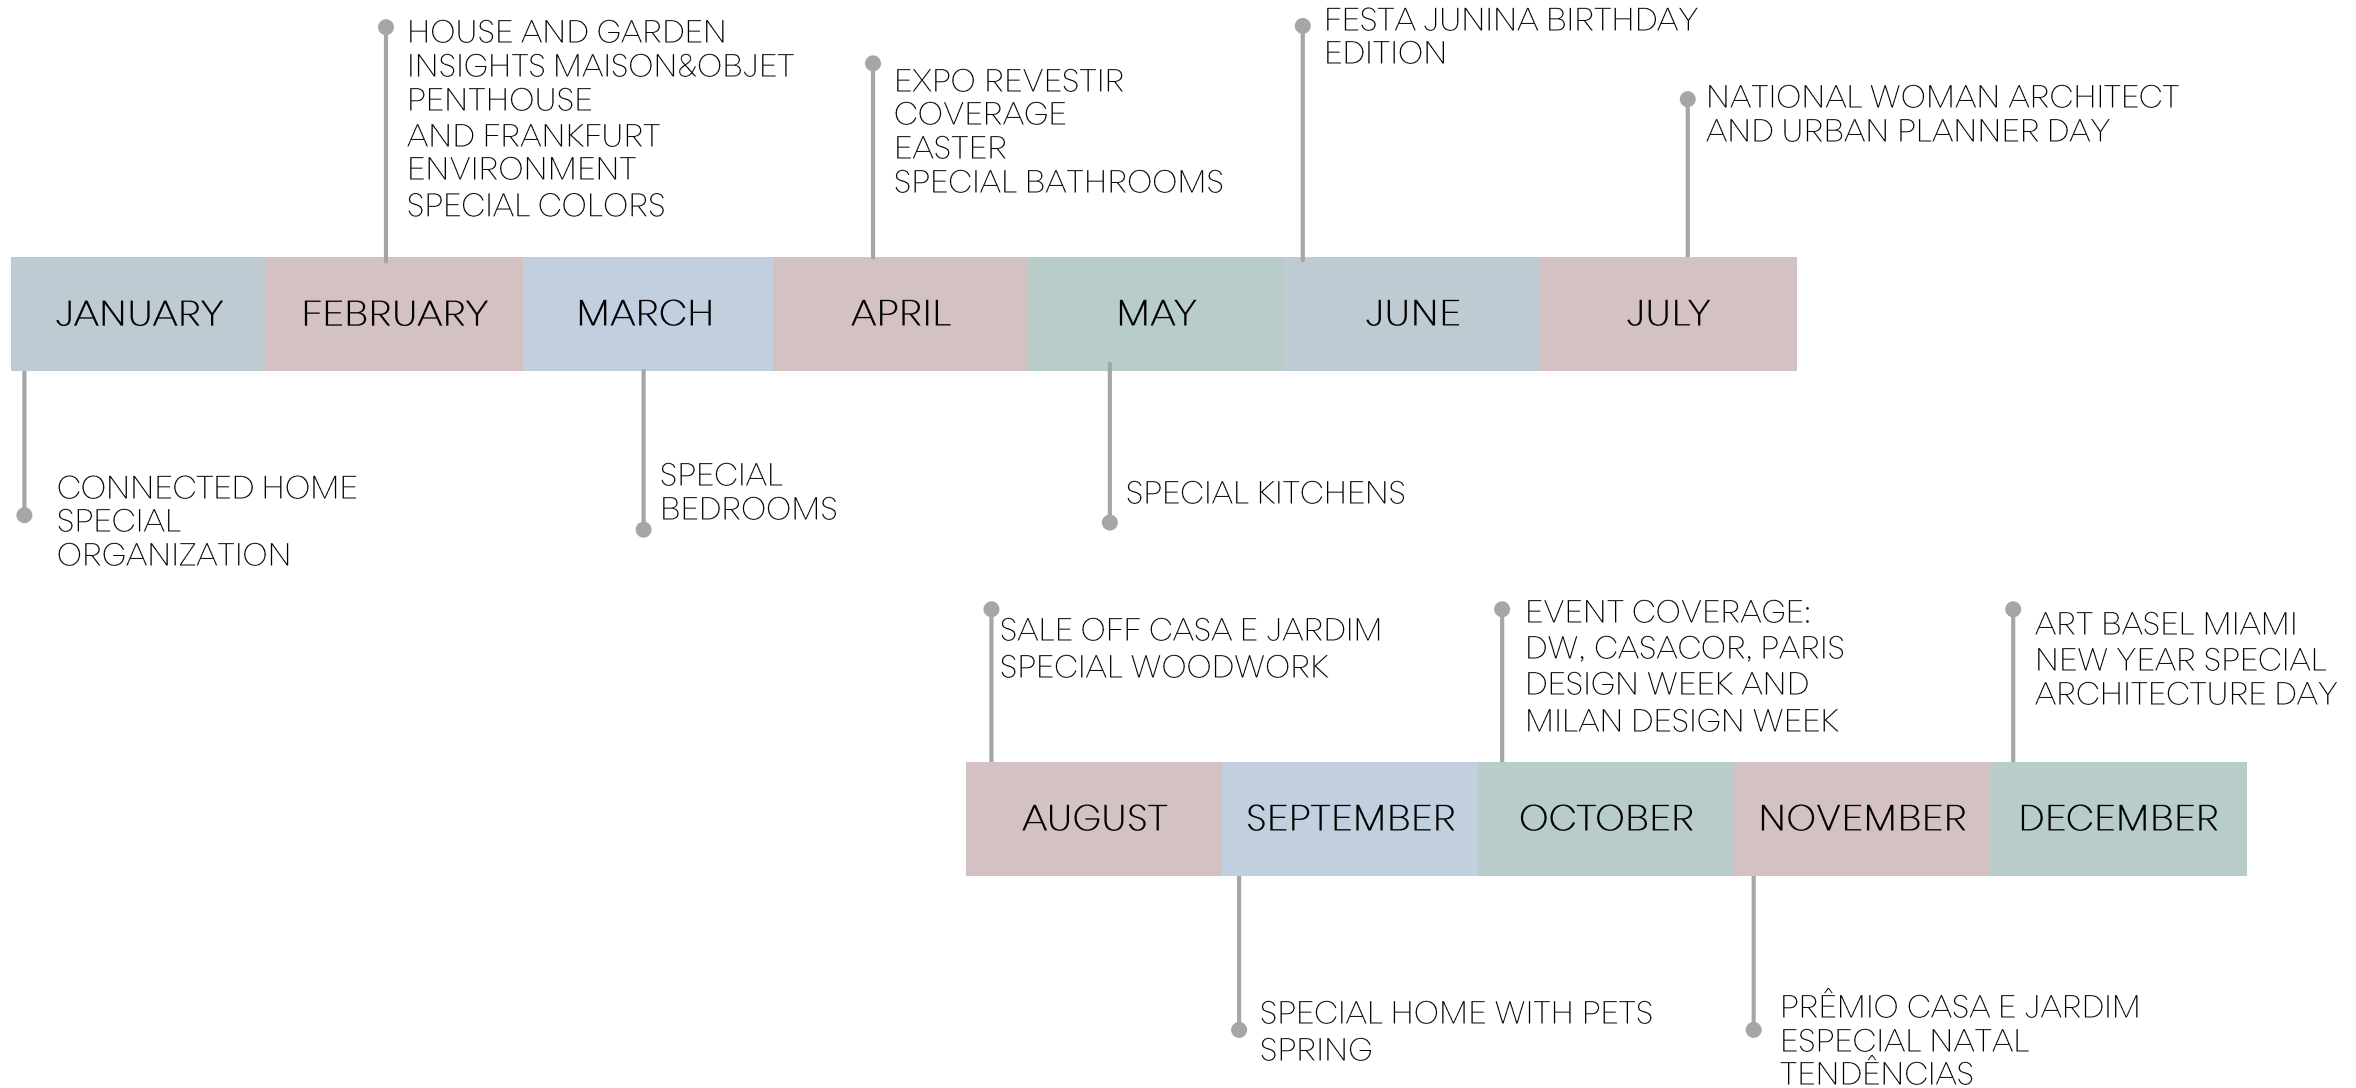 HOUSE AND GARDEN
INSIGHTS MAISON&OBJET
PENTHOUSE
AND FRANKFURT
ENVIRONMENT
SPECIAL COLORS
EXPO REVESTIR
COVERAGE
EASTER
SPECIAL BATHROOMS
FESTA JUNINA BIRTHDAY
EDITION
NATIONAL WOMAN ARCHITECT
AND URBAN PLANNER DAY
JANUARY
FEBRUARY
MARCH
APRIL
MAY
JUNE
JULY
CONNECTED HOME
SPECIAL
ORGANIZATION
SPECIAL
BEDROOMS
SPECIAL KITCHENS
SALE OFF CASA E JARDIM
SPECIAL WOODWORK
EVENT COVERAGE:
DW, CASACOR, PARIS
DESIGN WEEK AND
MILAN DESIGN WEEK
ART BASEL MIAMI
NEW YEAR SPECIAL
ARCHITECTURE DAY
AUGUST
SEPTEMBER
OCTOBER
NOVEMBER
DECEMBER
SPECIAL HOME WITH PETS
SPRING
PRÊMIO CASA E JARDIM
ESPECIAL NATAL
TENDÊNCIAS